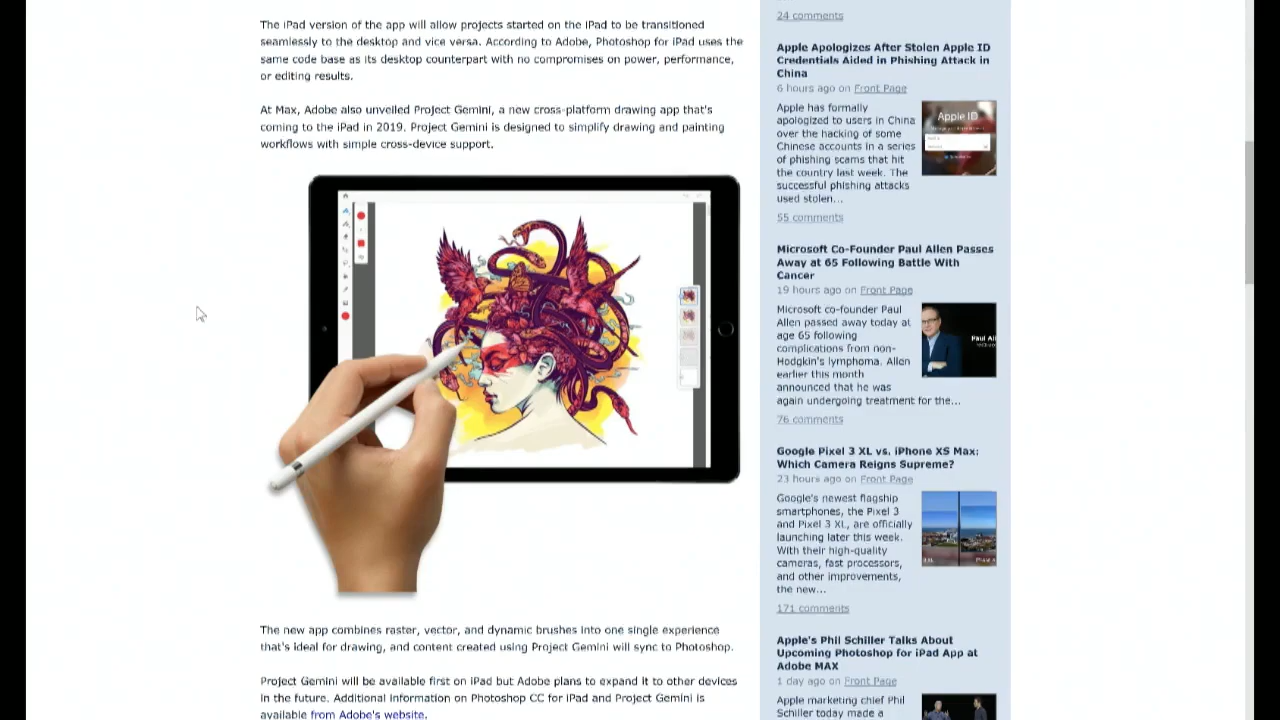 The iPad version of the app will allow projects started on the iPad to be transitioned
seamlessly to the desktop and vice versa. According to Adobe, Photoshop for iPad uses the
same code base as its desktop counterpart with no compromises on power, performance,
or editing results.
At Max, Adobe also unveiled Project Gemini, a new cross-platform drawing app that's
coming to the iPad in 2019. Project Gemini is designed to simplify drawing and painting
workflows with simple cross-device support.
The new app combines raster, vector, and dynamic brushes into one single experience
that's ideal for drawing, and content created using Project Gemini will sync to Photoshop.
Project Gemini will be available first on iPad but Adobe plans to expand it to other devices
in the future. Additional information on Photoshop CC for iPad and Project Gemini is
available from Adobe's website.
24 comments
Apple Apologizes After Stolen Apple ID
Credentials Aided in Phishing Attack in
China
6 hours ago on Front Page
Apple has formally
apologized to users in China
over the hacking of some
Chinese accounts in a series
of phishing scams that hit
the country last week. The
successful phishing attacks
used stolen...
Apple ID
55 comments
Microsoft Co-Founder Paul Allen Passes
Away at 65 Following Battle With
Cancer
19 hours ago on Front Page
Microsoft co-founder Paul
Allen passed away today at
age 65 following
complications from non-
Hodgkin's lymphoma. Allen
earlier this month
announced that he was
again undergoing treatment for the...
Paul All
76 comments
Google Pixel 3 XL vs. iPhone XS Max:
Which Camera Reigns Supreme?
23 hours ago on Front Page
Google's newest flagship
smartphones, the Pixel 3
and Pixel 3 XL, are officially
launching later this week.
With their high-quality
cameras, fast processors,
and other improvements,
the new...
171 comments
Apple's Phil Schiller Talks About
Upcoming Photoshop for iPad App at
Adobe MAX
1 day ago on Front Page
Apple marketing chief Phil
Schiller today made a